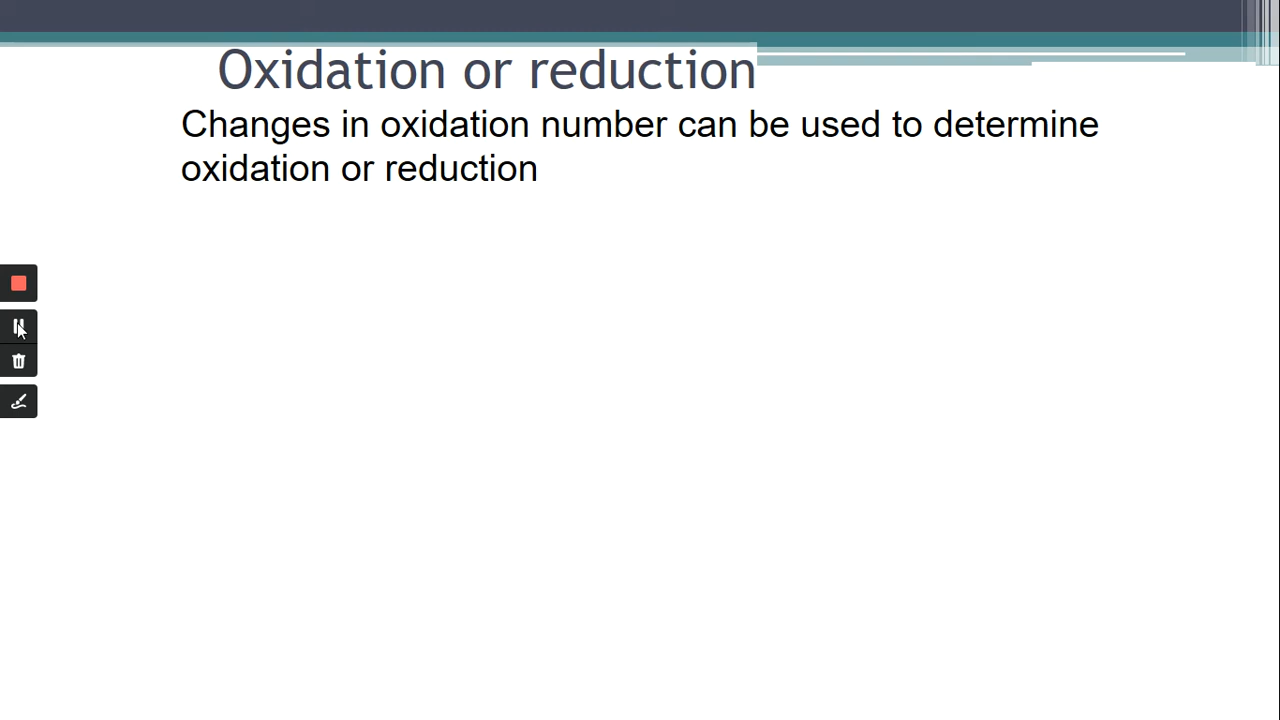 Oxidation or reduction
Changes in oxidation number can be used to determine
oxidation or reduction